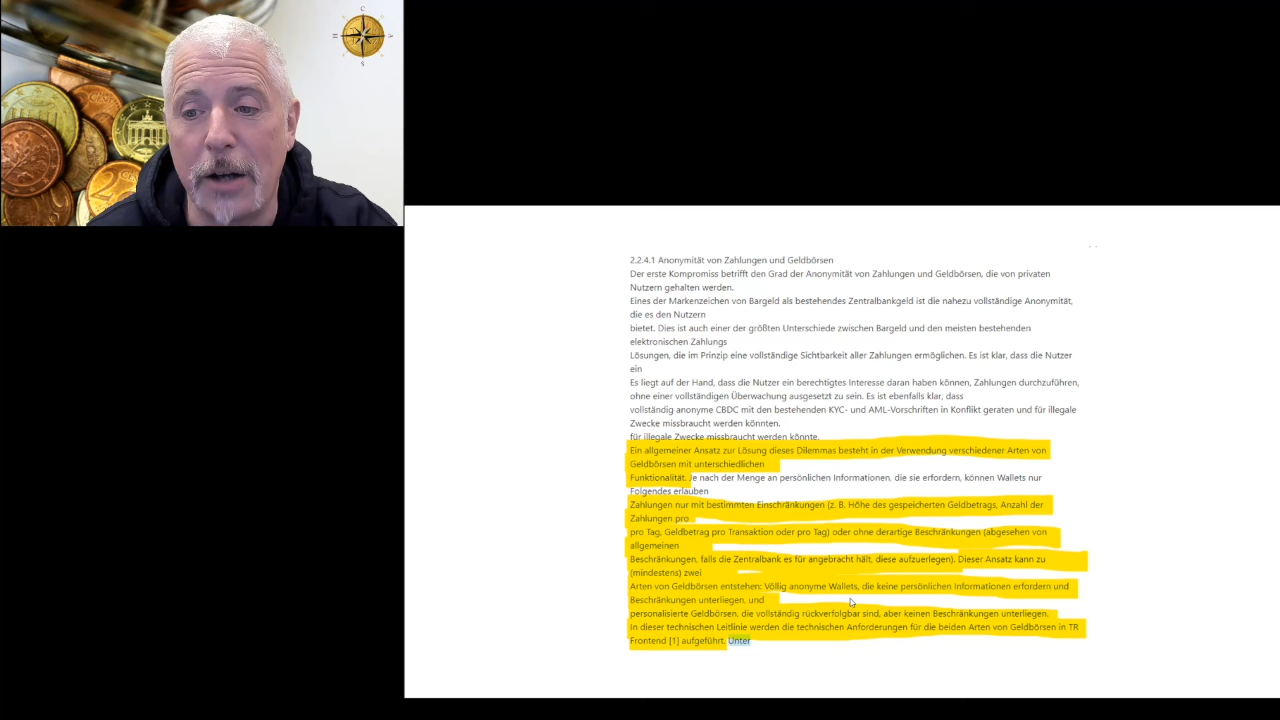 C
H A
S
2.2.4.1 Anonymität von Zahlungen und Geldbörsen
Der erste Kompromiss betrifft den Grad der Anonymität von Zahlungen und Geldbörsen, die von privaten
Nutzern gehalten werden.
Eines der Markenzeichen von Bargeld als bestehendes Zentralbankgeld ist die nahezu vollständige Anonymität,
die es den Nutzern
bietet. Dies ist auch einer der größten Unterschiede zwischen Bargeld und den meisten bestehenden
elektronischen Zahlungs
Lösungen, die im Prinzip eine vollständige Sichtbarkeit aller Zahlungen ermöglichen. Es ist klar, dass die Nutzer
ein
Es liegt auf der Hand, dass die Nutzer ein berechtigtes Interesse daran haben können, Zahlungen durchzuführen,
ohne einer vollständigen Überwachung ausgesetzt zu sein. Es ist ebenfalls klar, dass
vollständig anonyme CBDC mit den bestehenden KYC- und AML-Vorschriften in Konflikt geraten und für illegale
Zwecke missbraucht werden könnten.
für illegale Zwecke missbraucht werden könnte.
Ein allgemeiner Ansatz zur Lösung dieses Dilemmas besteht in der Verwendung verschiedener Arten von
Geldbörsen mit unterschiedlichen
Funktionalität. Je nach der Menge an persönlichen Informationen, die sie erfordern, können Wallets nur
Folgendes erlauben
Zahlungen nur mit bestimmten Einschränkungen (z. B. Höhe des gespeicherten Geldbetrags, Anzahl der
Zahlungen pro
pro Tag, Geldbetrag pro Transaktion oder pro Tag) oder ohne derartige Beschränkungen (abgesehen von
allgemeinen
Beschränkungen, falls die Zentralbank es für angebracht hält, diese aufzuerlegen). Dieser Ansatz kann zu
(mindestens) zwei
Arten von Geldbörsen entstehen: Völlig anonyme Wallets, die keine persönlichen Informationen erfordern und
Beschränkungen unterliegen, und
personalisierte Geldbörsen, die vollständig rückverfolgbar sind, aber keinen Beschränkungen unterliegen.
In dieser technischen Leitlinie werden die technischen Anforderungen für die beiden Arten von Geldbörsen in TR
Frontend [1] aufgeführt. Unter